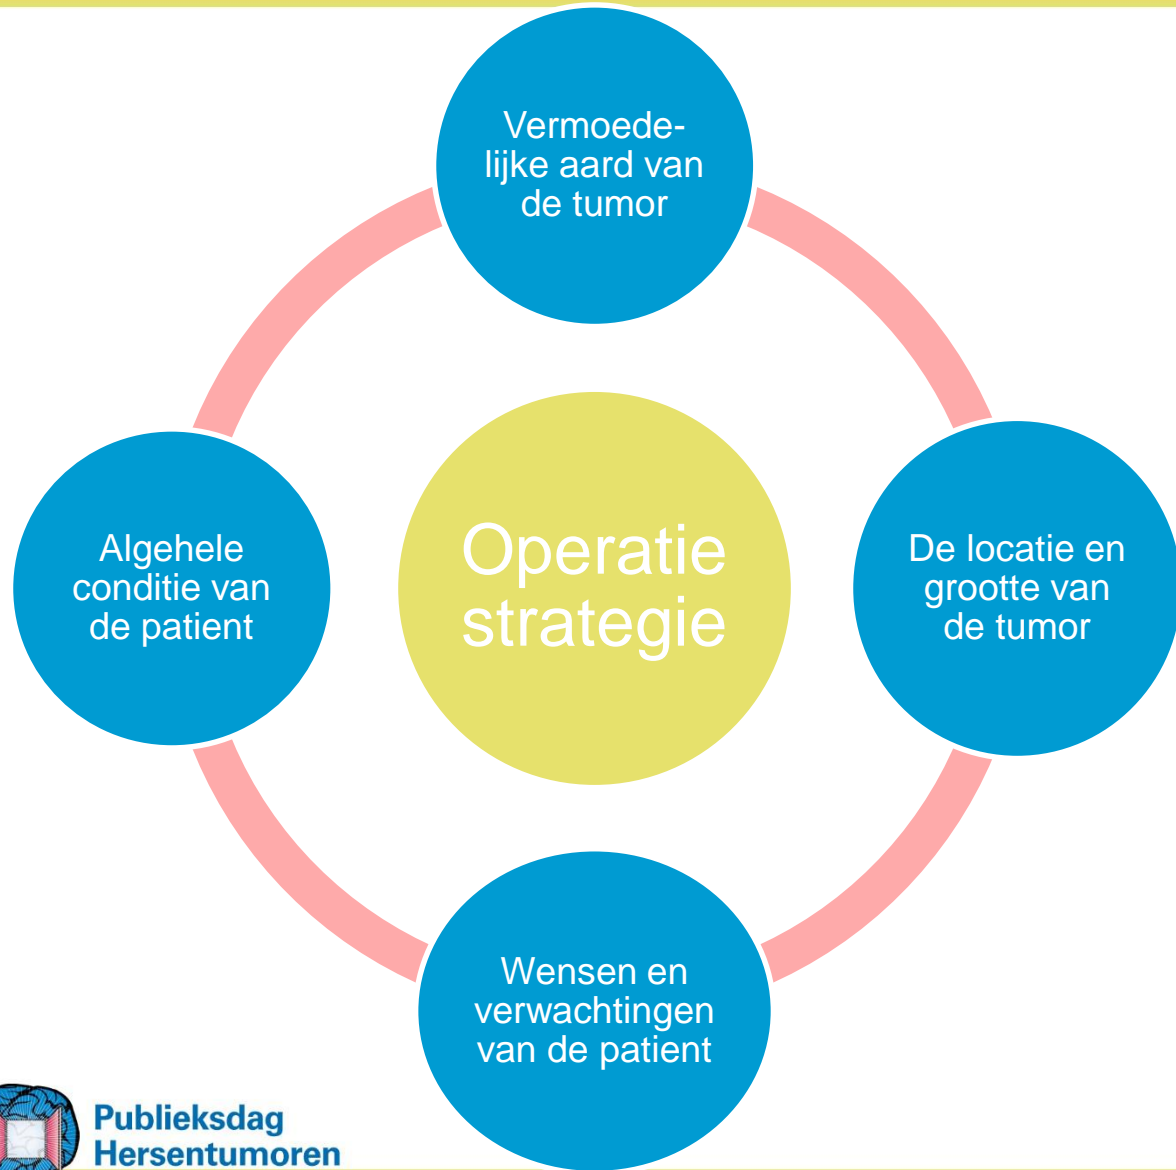 Vermoede-
lijke aard van
de tumor
Algehele
conditie van
de patient
Operatie
strategie
De locatie en
grootte van
de tumor
Wensen en
verwachtingen
van de patient
Publieksdag
Hersentumoren